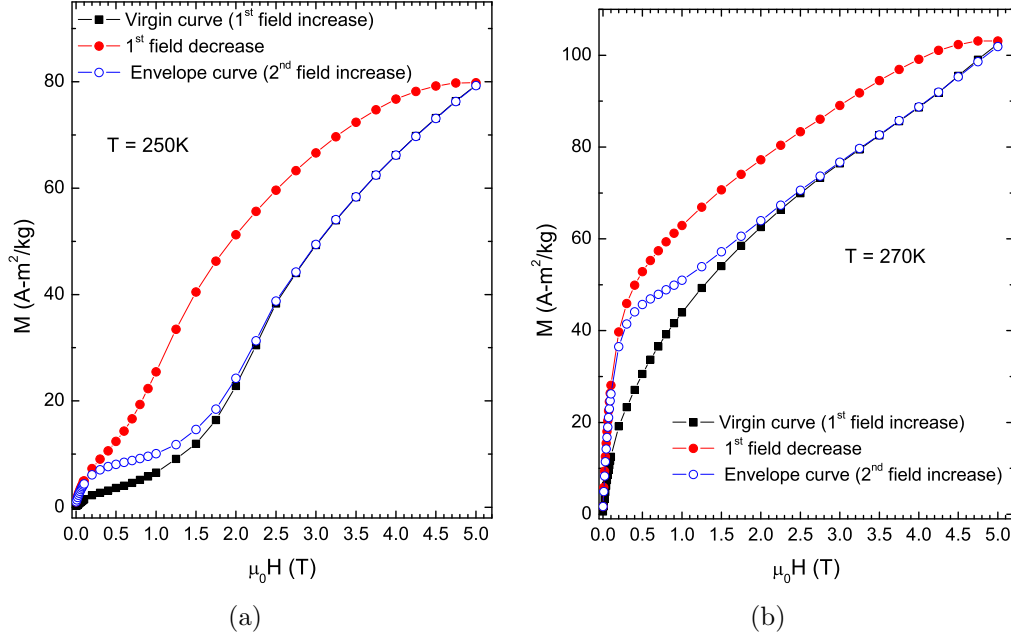 Virgin curve (1st field increase)
1st field decrease
Envelope curve (2nd field increase)
T = 250K
M (A-m²/kg)
80
60
40
20
0
0.0 0.5 1.0 1.5 2.0 2.5 3.0 3.5 4.0 4.5 5.0
μ₀H (T)
(a)
T = 270K
Virgin curve (1st field increase)
1st field decrease
Envelope curve (2nd field increase)
M (A-m²/kg)
100
80
60
40
20
0
0.0 0.5 1.0 1.5 2.0 2.5 3.0 3.5 4.0 4.5 5.0
μ₀H (T)
(b)